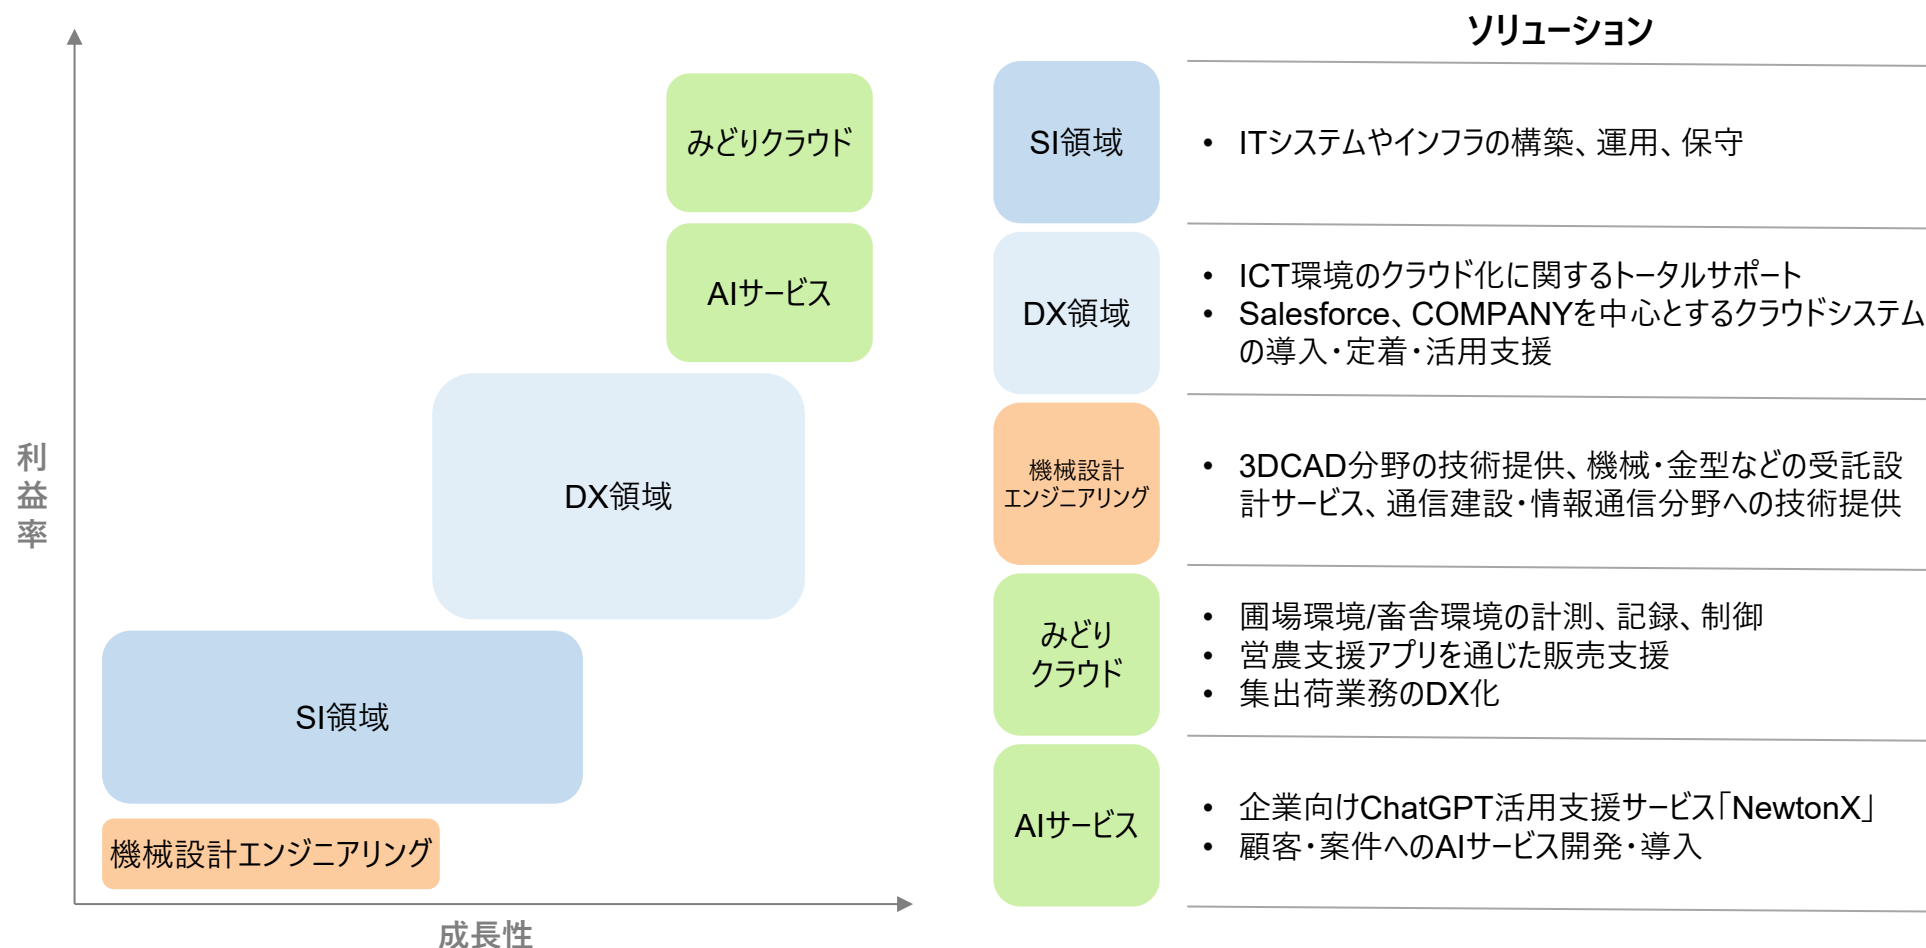 利
益
率
みどりクラウド
AIサービス
DX領域
SI領域
機械設計エンジニアリング
成長性
ソリューション
SI領域
• ITシステムやインフラの構築、運用、保守
DX領域
• ICT環境のクラウド化に関するトータルサポート
• Salesforce、COMPANYを中心とするクラウドシステム
の導入・定着・活用支援
機械設計
エンジニアリング
• 3DCAD分野の技術提供、機械・金型などの受託設
計サービス、通信建設・情報通信分野への技術提供
みどり
クラウド
• 圃場環境/畜舎環境の計測、記録、制御
• 営農支援アプリを通じた販売支援
• 集出荷業務のDX化
AIサービス
• 企業向けChatGPT活用支援サービス「NewtonX」
• 顧客・案件へのAIサービス開発・導入